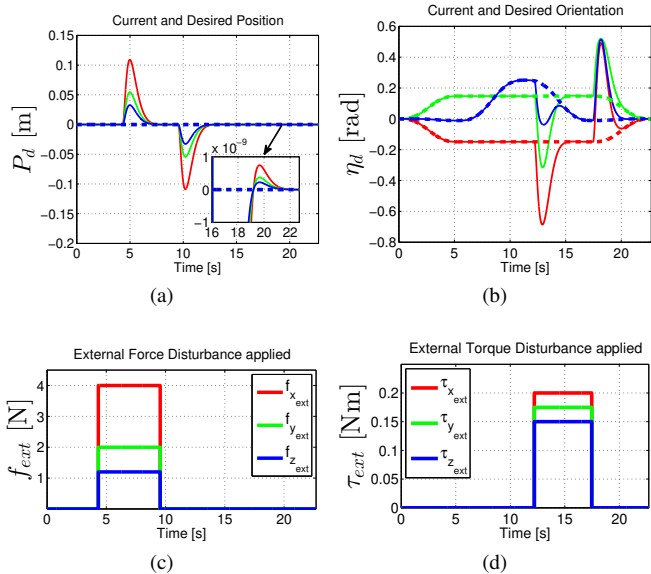 Current and Desired Position
P_d [m]
0.15
0.1
0.05
0
-0.05
-0.1
-0.15
-0.2
0 5 10 15 20
Time [s]
x 10^-9
1
0
-1
16 18 20 22
(a)
Current and Desired Orientation
η_d [rad]
0.6
0.4
0.2
0
-0.2
-0.4
-0.6
-0.8
0 5 10 15 20
Time [s]
(b)
External Force Disturbance applied
f_ext [N]
4
3
2
1
f_x_ext
f_y_ext
f_z_ext
0 5 10 15 20
Time [s]
(c)
External Torque Disturbance applied
τ_ext [Nm]
0.2
0.15
0.1
τ_x_ext
τ_y_ext
τ_z_ext
0 5 10 15 20
Time [s]
(d)